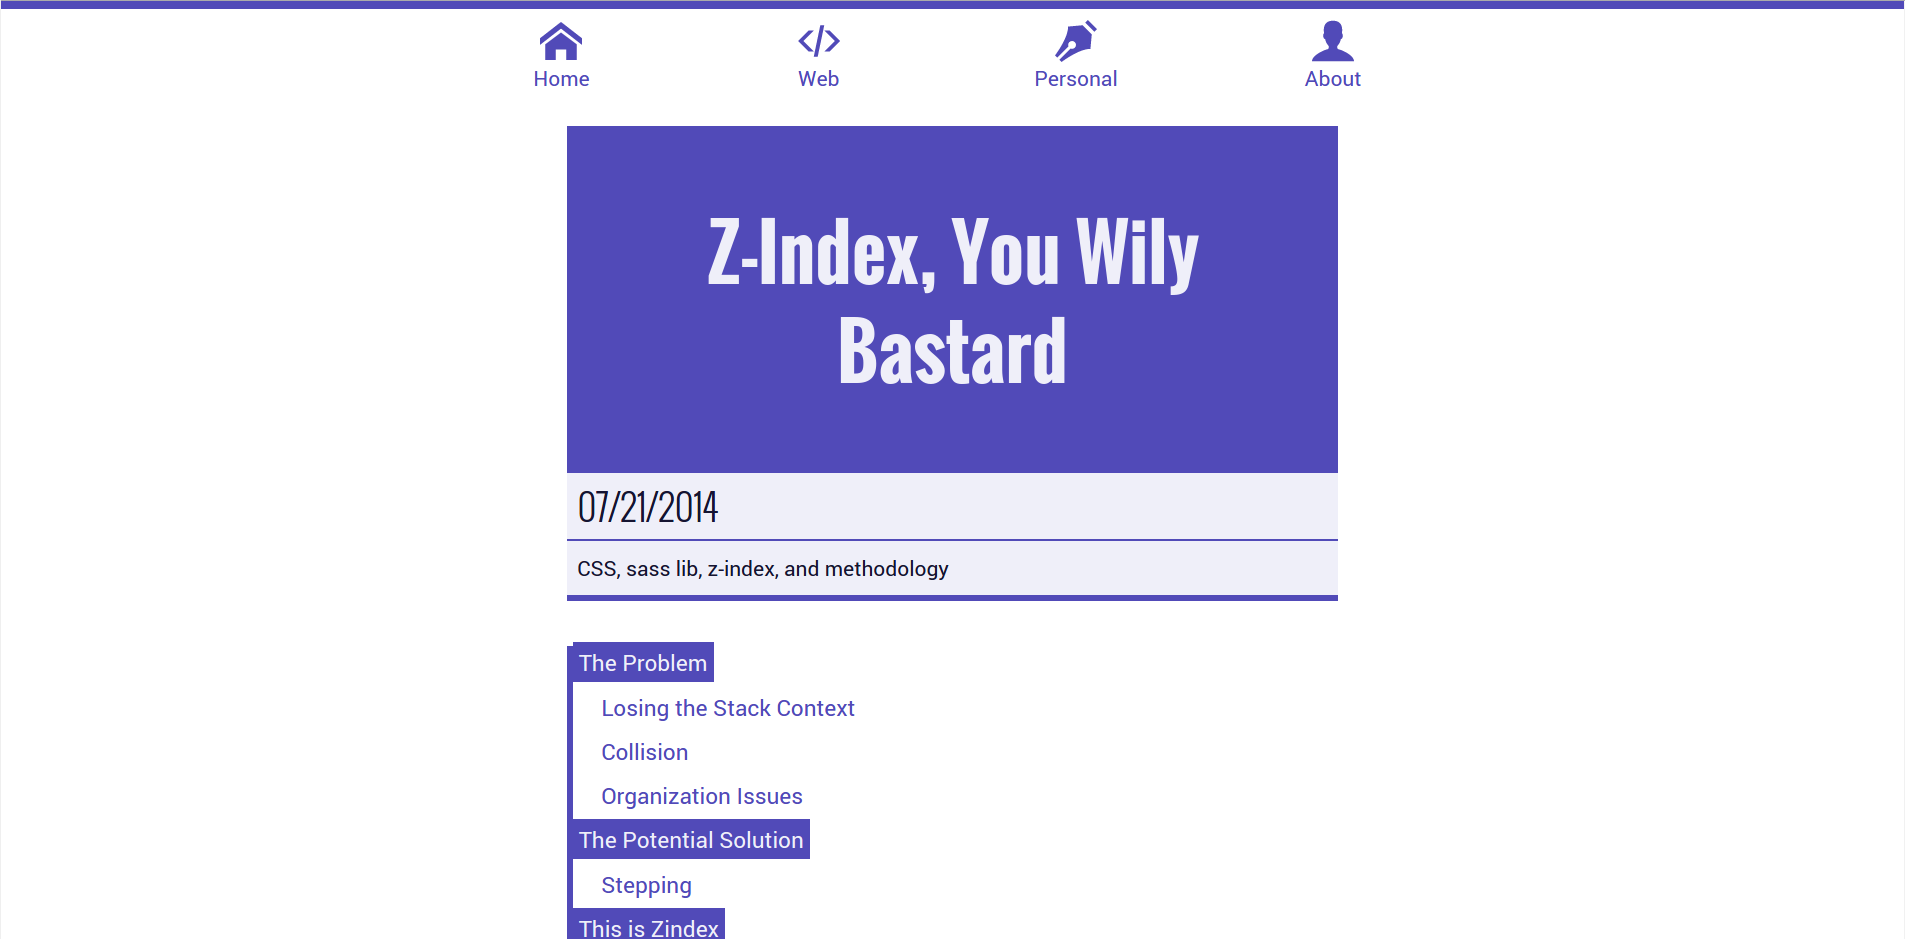 Home
Web
Personal
About
Z-Index, You Wily
Bastard
07/21/2014
CSS, sass lib, z-index, and methodology
The Problem
Losing the Stack Context
Collision
Organization Issues
The Potential Solution
Stepping
This is Zindex